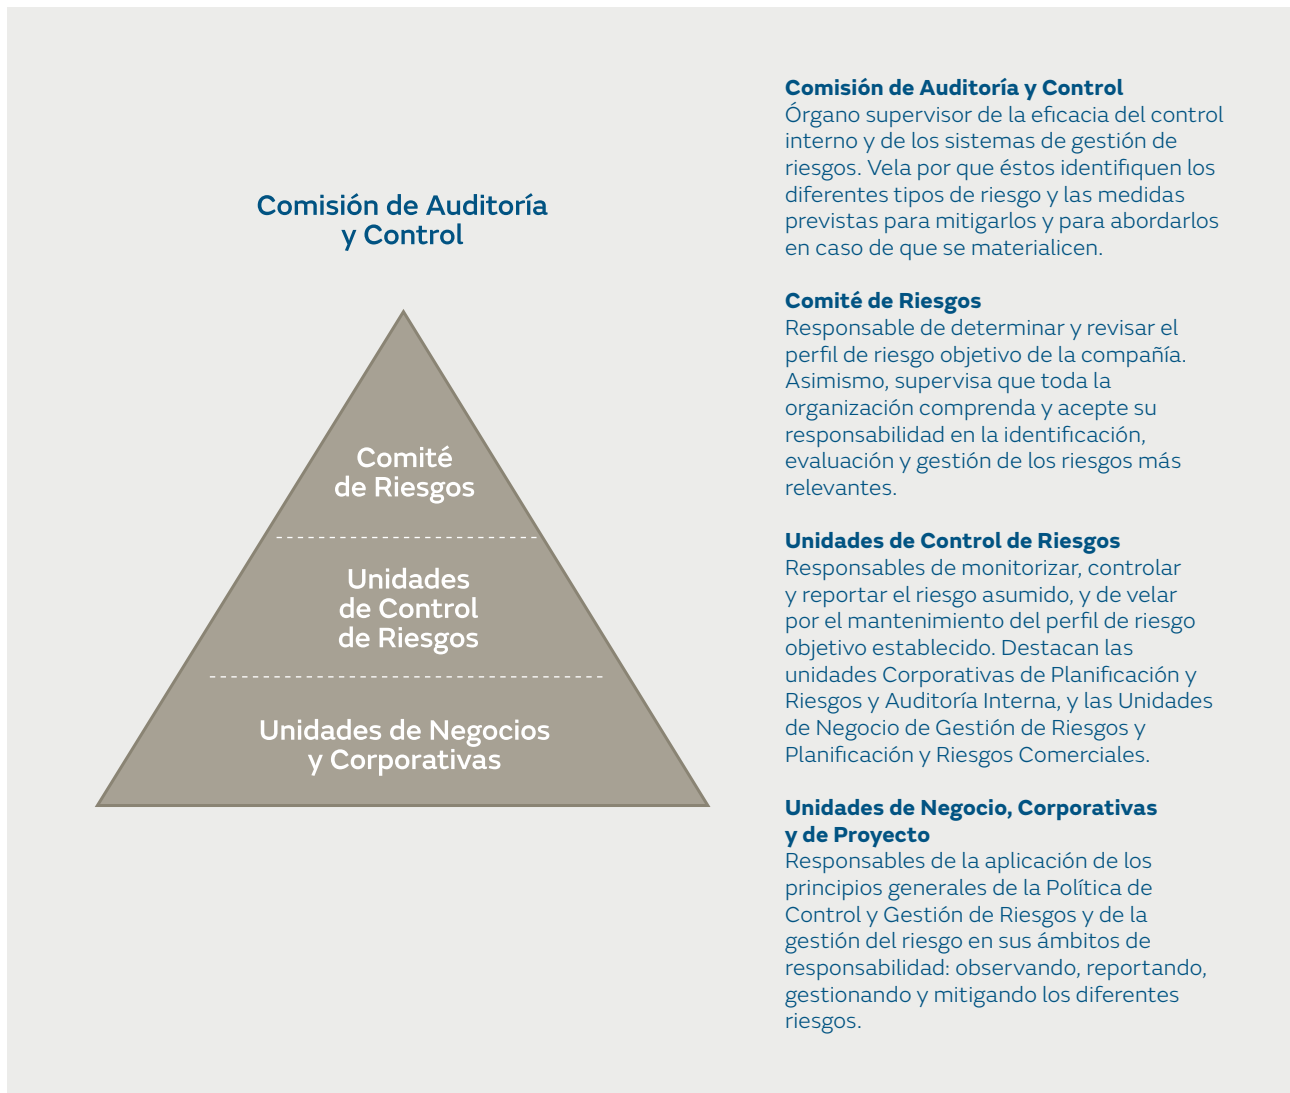 Comisión de Auditoría
y Control
Comité
de Riesgos
Unidades
de Control
de Riesgos
Unidades de Negocios
y Corporativas
Comisión de Auditoría y Control
Órgano supervisor de la eficacia del control
interno y de los sistemas de gestión de
riesgos. Vela por que éstos identifiquen los
diferentes tipos de riesgo y las medidas
previstas para mitigarlos y para abordarlos
en caso de que se materialicen.
Comité de Riesgos
Responsable de determinar y revisar el
perfil de riesgo objetivo de la compañía.
Asimismo, supervisa que toda la
organización comprenda y acepte su
responsabilidad en la identificación,
evaluación y gestión de los riesgos más
relevantes.
Unidades de Control de Riesgos
Responsables de monitorizar, controlar
y reportar el riesgo asumido, y de velar
por el mantenimiento del perfil de riesgo
objetivo establecido. Destacan las
unidades Corporativas de Planificación y
Riesgos y Auditoría Interna, y las Unidades
de Negocio de Gestión de Riesgos y
Planificación y Riesgos Comerciales.
Unidades de Negocio, Corporativas
y de Proyecto
Responsables de la aplicación de los
principios generales de la Política de
Control y Gestión de Riesgos y de la
gestión del riesgo en sus ámbitos de
responsabilidad: observando, reportando,
gestionando y mitigando los diferentes
riesgos.